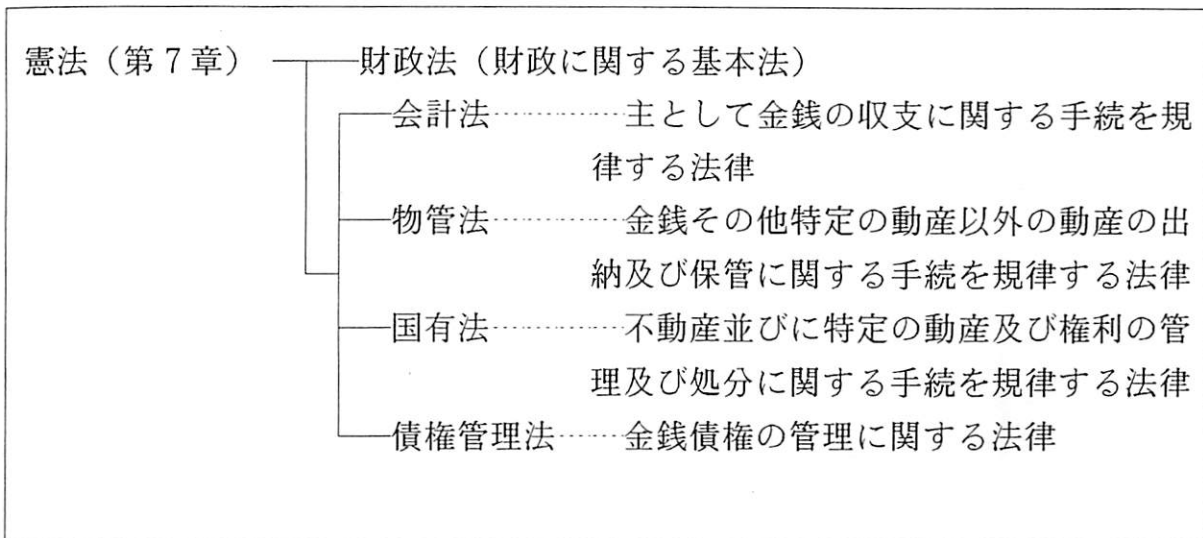 憲法（第7章）　財政法（財政に関する基本法）
会計法…………主として金銭の収支に関する手続を規
律する法律
物管法…………金銭その他特定の動産以外の動産の出
納及び保管に関する手続を規律する法律
国有法…………不動産並びに特定の動産及び権利の管
理及び処分に関する手続を規律する法律
債権管理法……金銭債権の管理に関する法律